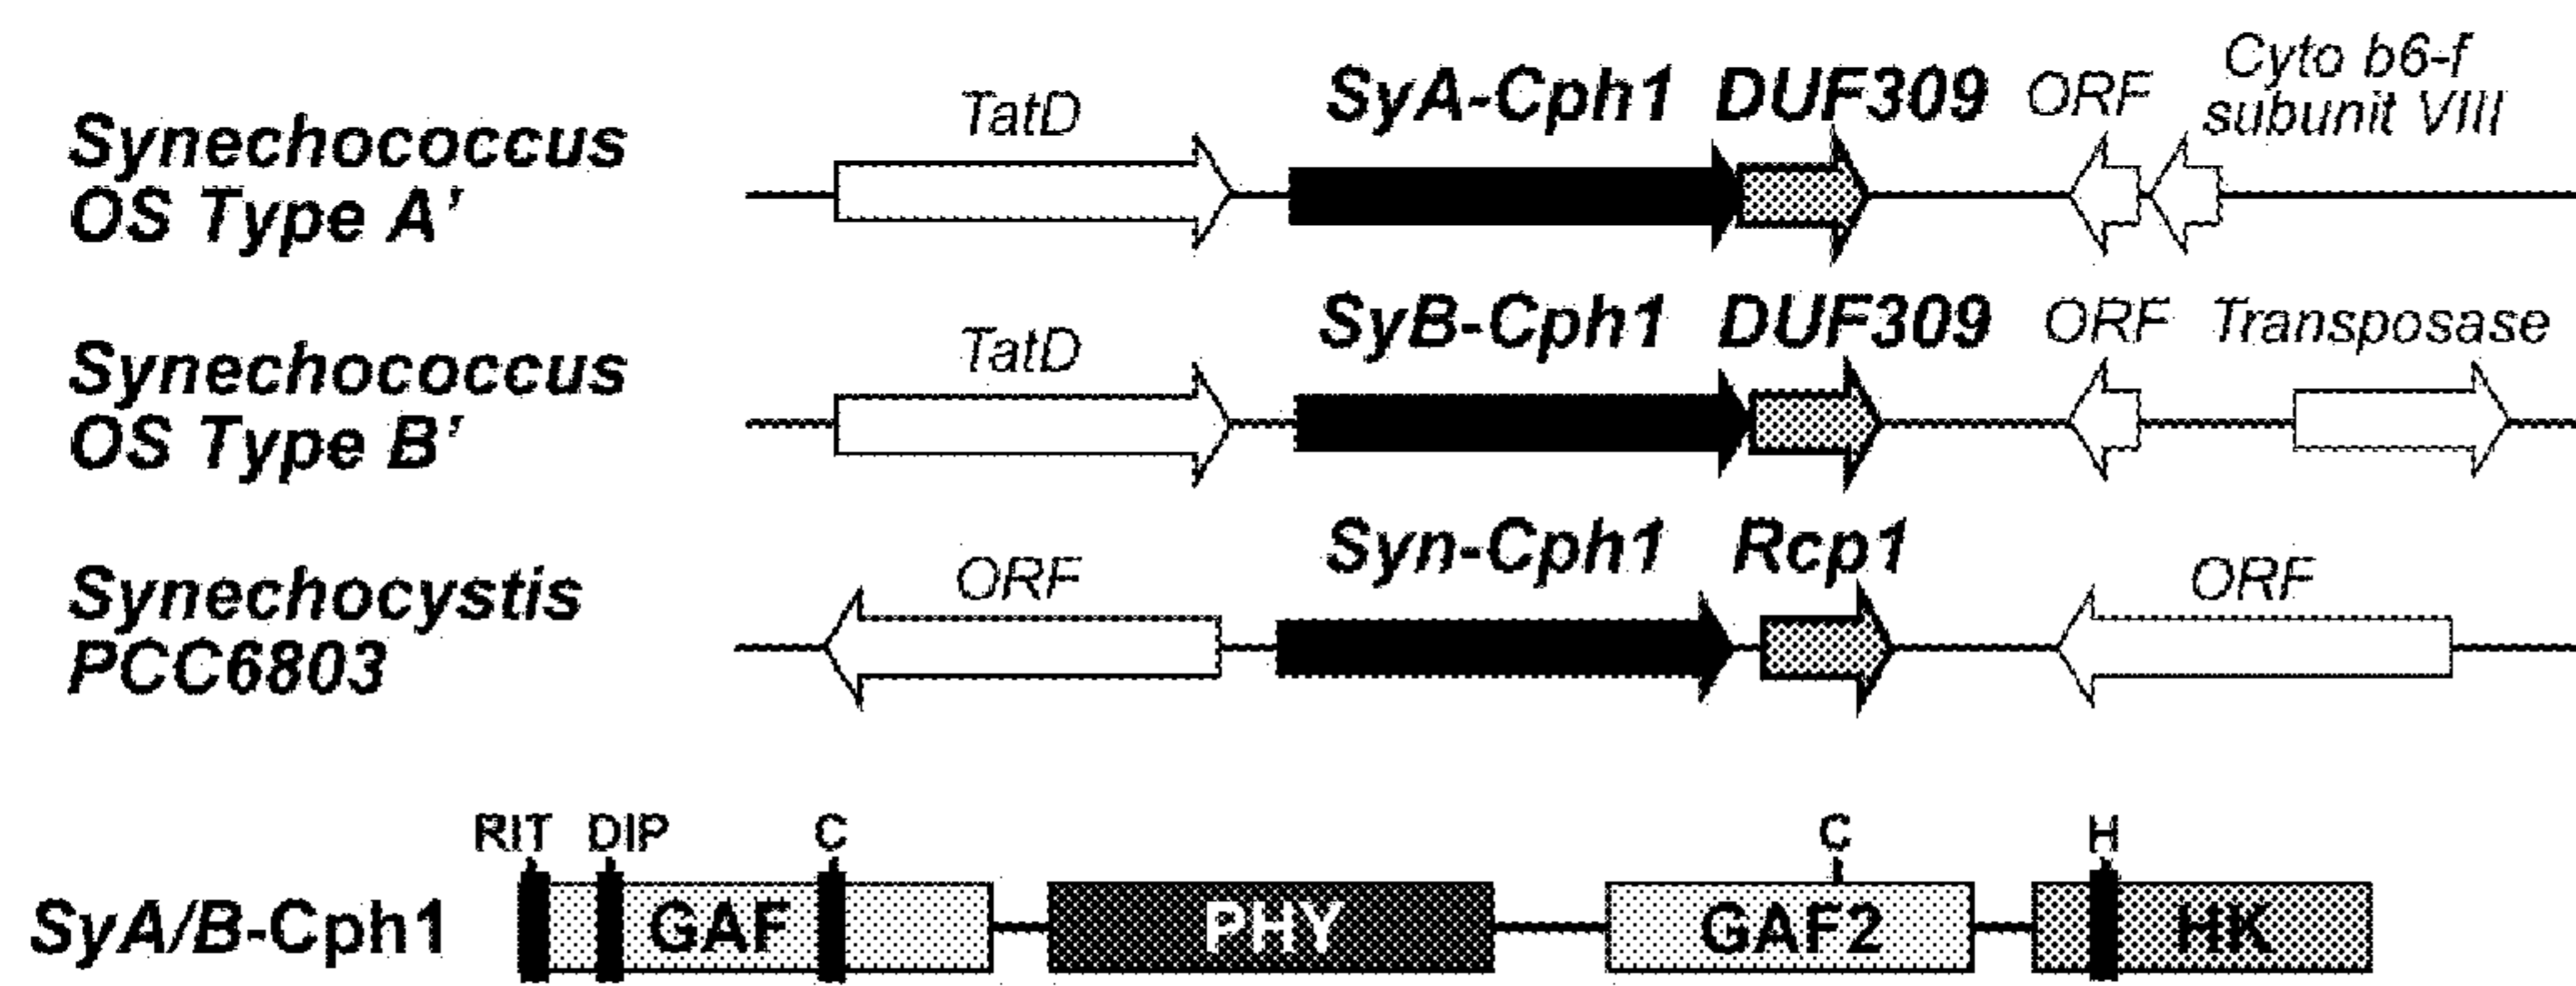 Cyto b6-f
TatD SyA-Cph1 DUF309 ORF subunit VIII
Synechococcus
OS Type A'
TatD SyB-Cph1 DUF309 ORF Transposase
Synechococcus
OS Type B'
ORF Syn-Cph1 Rcp1 ORF
Synechocystis
PCC6803
RIT DIP C C H
SyA/B-Cph1 GAF PHY GAF2 HK